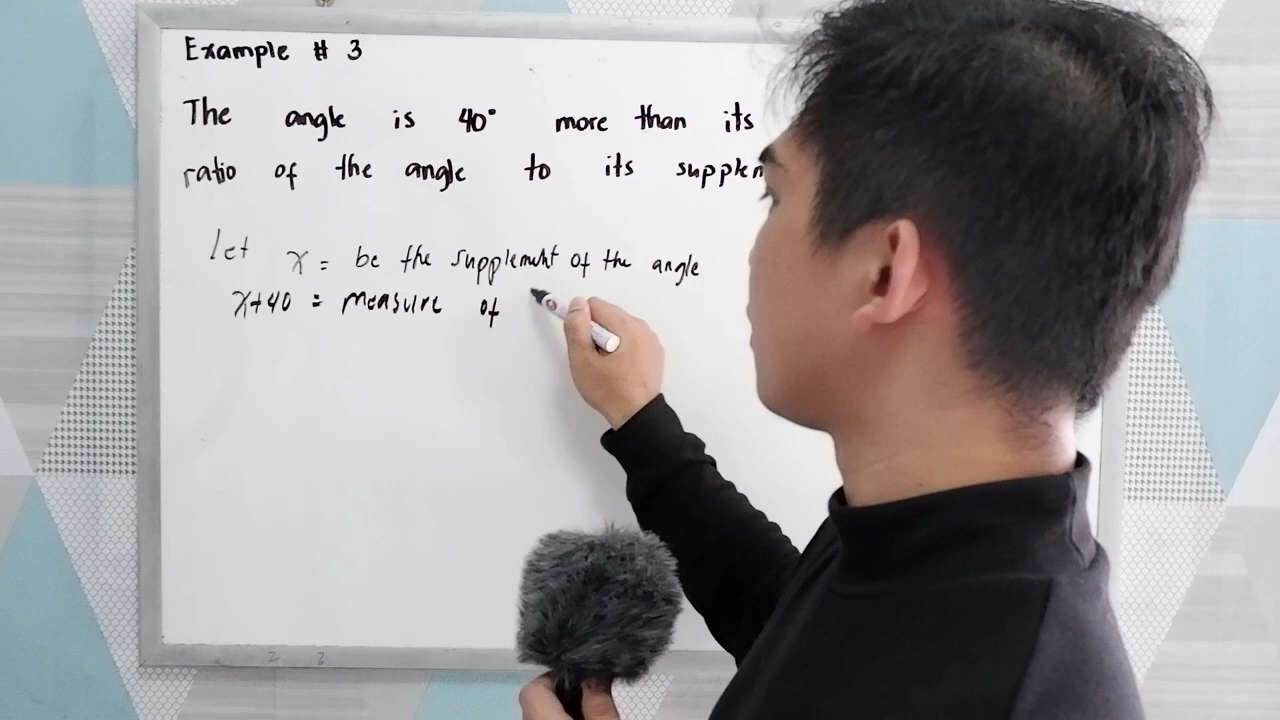 Example # 3
The angle is 40° more than its
ratio of the angle to its supplem
let x = be the supplement of the angle
x+40 = measure of